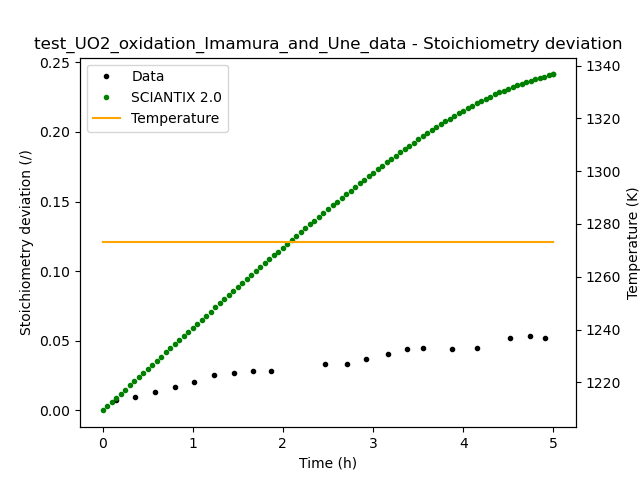 test_UO2_oxidation_Imamura_and_Une_data - Stoichiometry deviation
Data
SCIANTIX 2.0
Temperature
Stoichiometry deviation (/)
0.25
0.20
0.15
0.10
0.05
0.00
1340
1320
1300
1280
1260
1240
1220
Temperature (K)
0 1 2 3 4 5
Time (h)